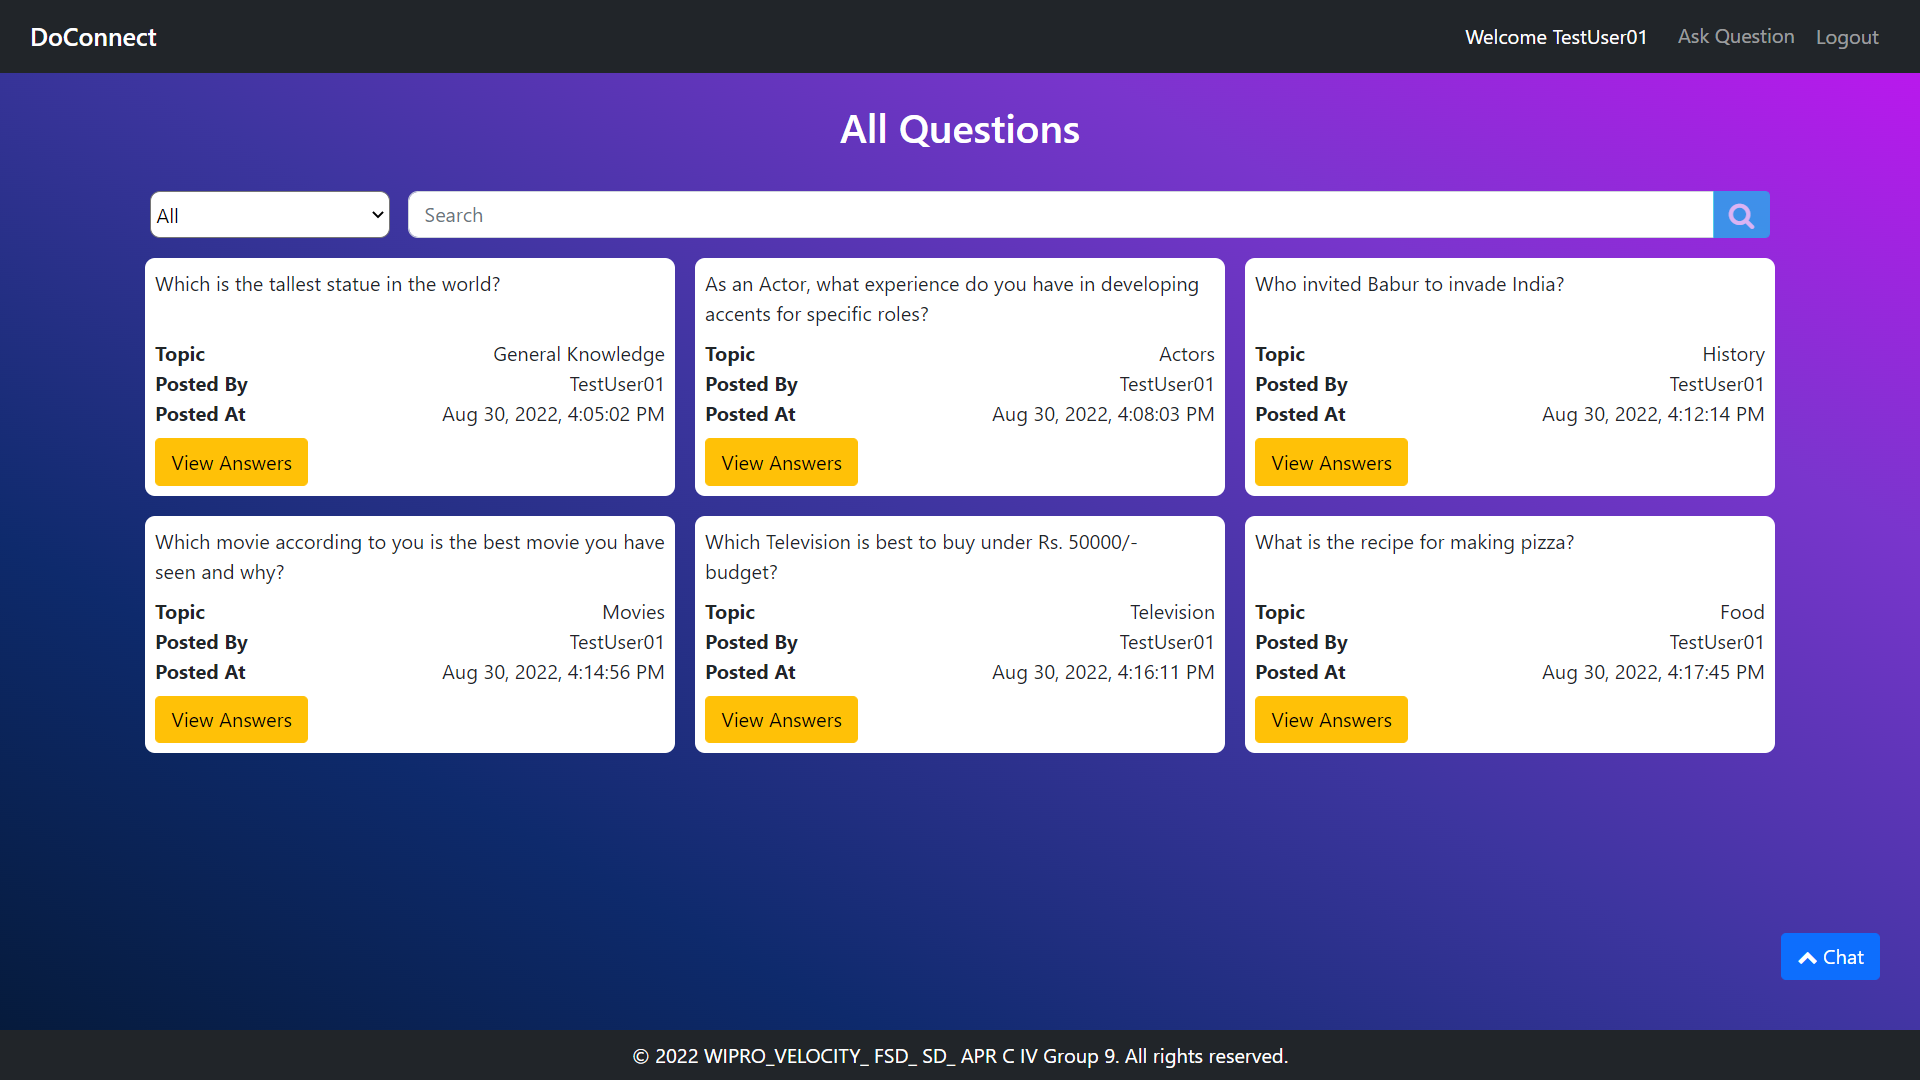 DoConnect
Welcome TestUser01
Ask Question
Logout
All Questions
All
Search
Which is the tallest statue in the world?
Topic General Knowledge
Posted By TestUser01
Posted At Aug 30, 2022, 4:05:02 PM
View Answers
As an Actor, what experience do you have in developing
accents for specific roles?
Topic Actors
Posted By TestUser01
Posted At Aug 30, 2022, 4:08:03 PM
View Answers
Who invited Babur to invade India?
Topic History
Posted By TestUser01
Posted At Aug 30, 2022, 4:12:14 PM
View Answers
Which movie according to you is the best movie you have
seen and why?
Topic Movies
Posted By TestUser01
Posted At Aug 30, 2022, 4:14:56 PM
View Answers
Which Television is best to buy under Rs. 50000/-
budget?
Topic Television
Posted By TestUser01
Posted At Aug 30, 2022, 4:16:11 PM
View Answers
What is the recipe for making pizza?
Topic Food
Posted By TestUser01
Posted At Aug 30, 2022, 4:17:45 PM
View Answers
Chat
© 2022 WIPRO_VELOCITY_ FSD_ SD_ APR C IV Group 9. All rights reserved.